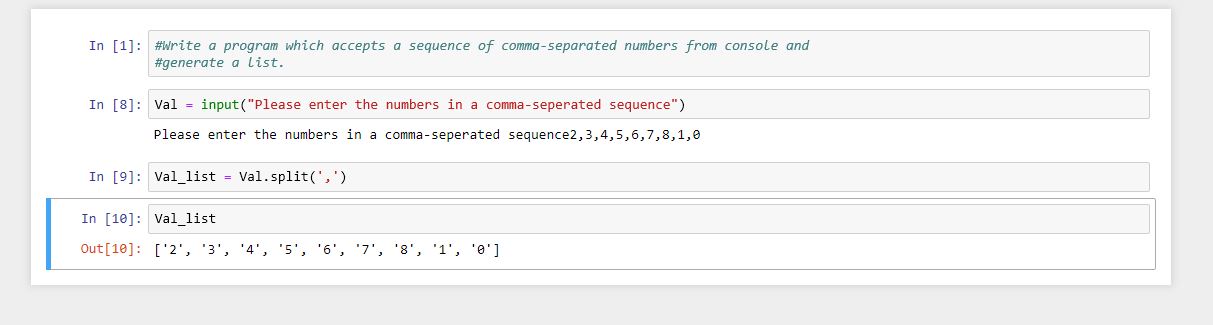 In [1]: #Write a program which accepts a sequence of comma-separated numbers from console and
#generate a list.
In [8]: Val = input("Please enter the numbers in a comma-seperated sequence")
Please enter the numbers in a comma-seperated sequence2,3,4,5,6,7,8,1,0
In [9]: Val_list = Val.split(',')
In [10]: Val_list
Out[10]: ['2', '3', '4', '5', '6', '7', '8', '1', '0']